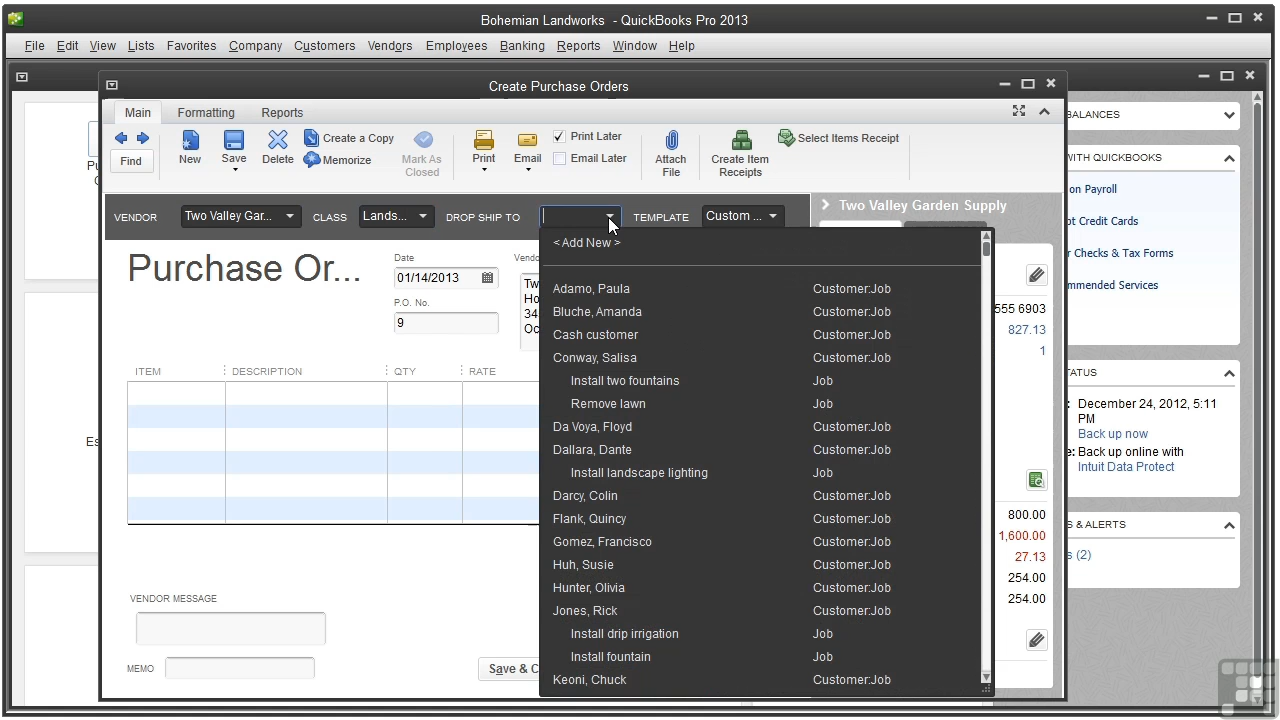 Bohemian Landworks - QuickBooks Pro 2013
File Edit View Lists Favorites Company Customers Vendors Employees Banking Reports Window Help
Create Purchase Orders
Main Formatting Reports
Find
New
Save
Delete
Create a Copy
Memorize
Mark As
Closed
Print
Email
Print Later
Email Later
Attach
File
Create Item
Receipts
Select Items Receipt
VENDOR Two Valley Gar... CLASS Lands... DROP SHIP TO TEMPLATE Custom ...
Two Valley Garden Supply
Purchase Or...
Date
01/14/2013
P.O. No.
9
Vendo
Tw
Ho
34
Oc
ITEM DESCRIPTION QTY RATE
VENDOR MESSAGE
MEMO
Save & C
< Add New >
Adamo, Paula Customer:Job
Bluche, Amanda Customer:Job
Cash customer Customer:Job
Conway, Salisa Customer:Job
Install two fountains Job
Remove lawn Job
Da Voya, Floyd Customer:Job
Dallara, Dante Customer:Job
Install landscape lighting Job
Darcy, Colin Customer:Job
Flank, Quincy Customer:Job
Gomez, Francisco Customer:Job
Huh, Susie Customer:Job
Hunter, Olivia Customer:Job
Jones, Rick Customer:Job
Install drip irrigation Job
Install fountain Job
Keoni, Chuck Customer:Job
555 6903
827.13
1
800.00
1,600.00
27.13
254.00
254.00
BALANCES
WITH QUICKBOOKS
on Payroll
pt Credit Cards
r Checks & Tax Forms
mmended Services
TATUS
: December 24, 2012, 5:11
PM
Back up now
e: Back up online with
Intuit Data Protect
S & ALERTS
s (2)
Pu
Es